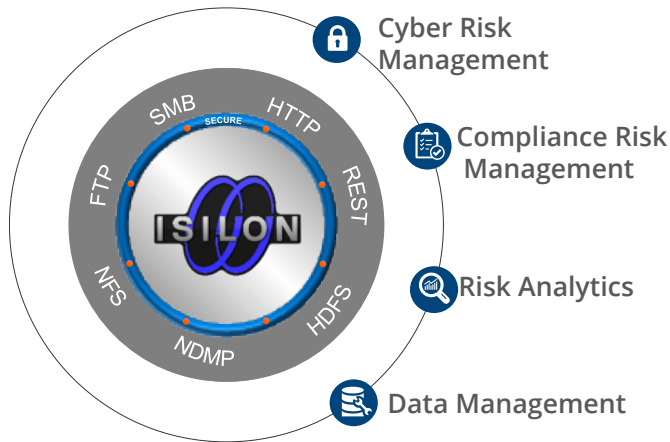 Cyber Risk
Management
Compliance Risk
Management
Risk Analytics
Data Management
SMB
HTTP
REST
HDFS
NDMP
NFS
FTP
SECURE
ISILON